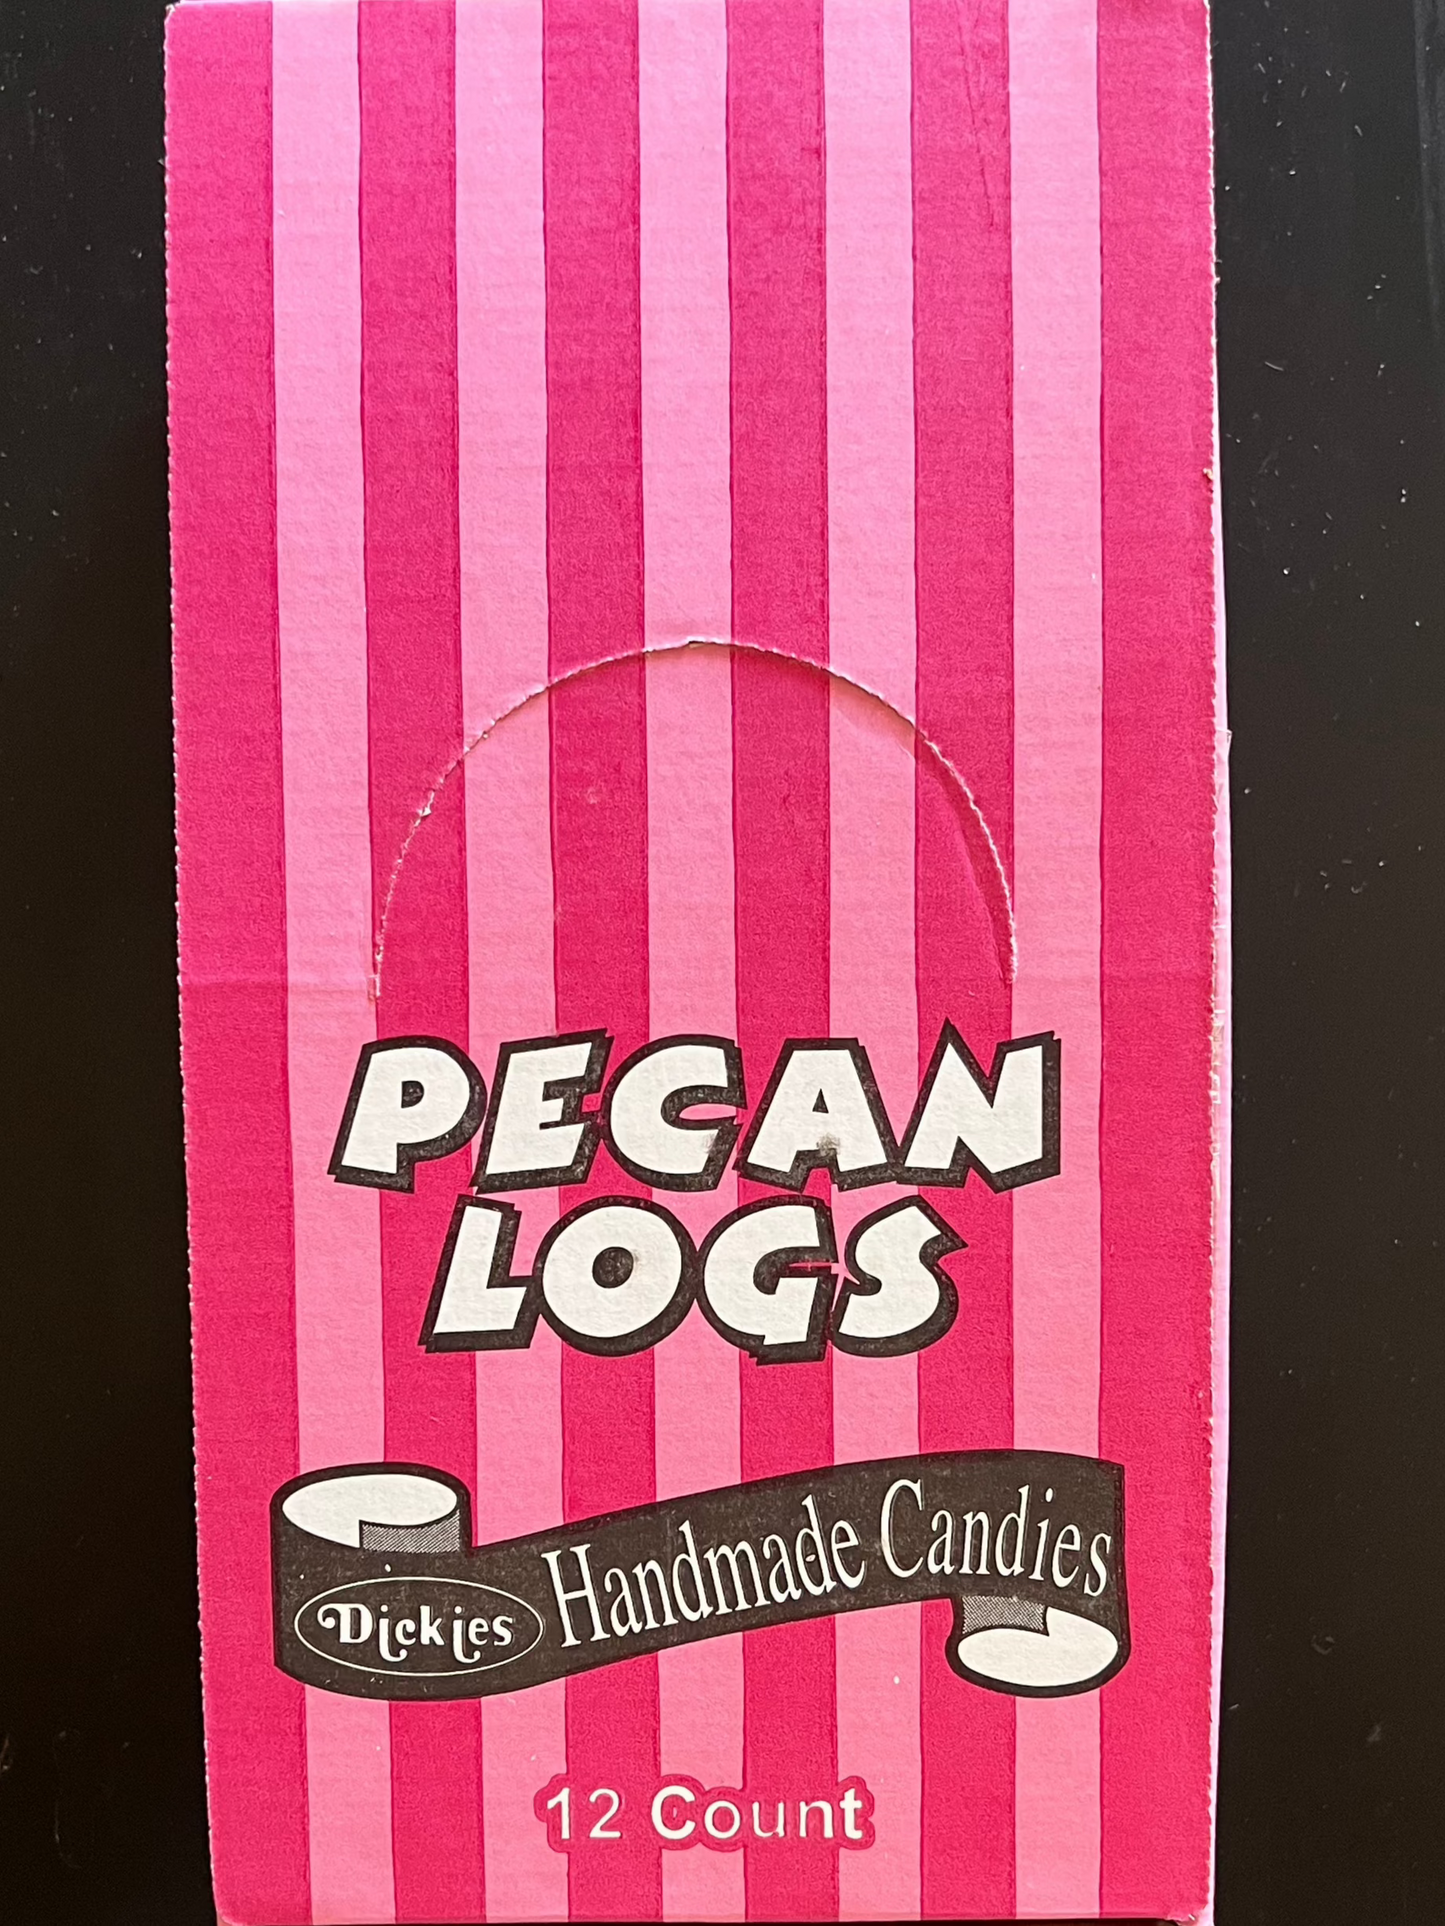 PECAN
LOGS
Dickies Handmade Candies
12 Count